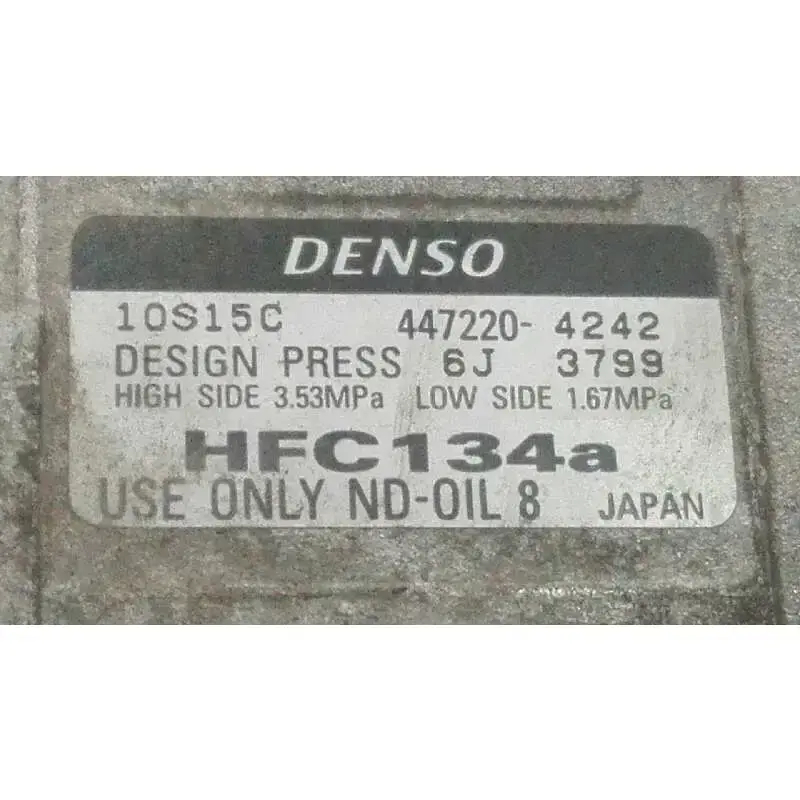 DENSO
10S15C 447220- 4242
DESIGN PRESS 6J 3799
HIGH SIDE 3.53MPa LOW SIDE 1.67MPa
HFC134a
USE ONLY ND-OIL 8 JAPAN